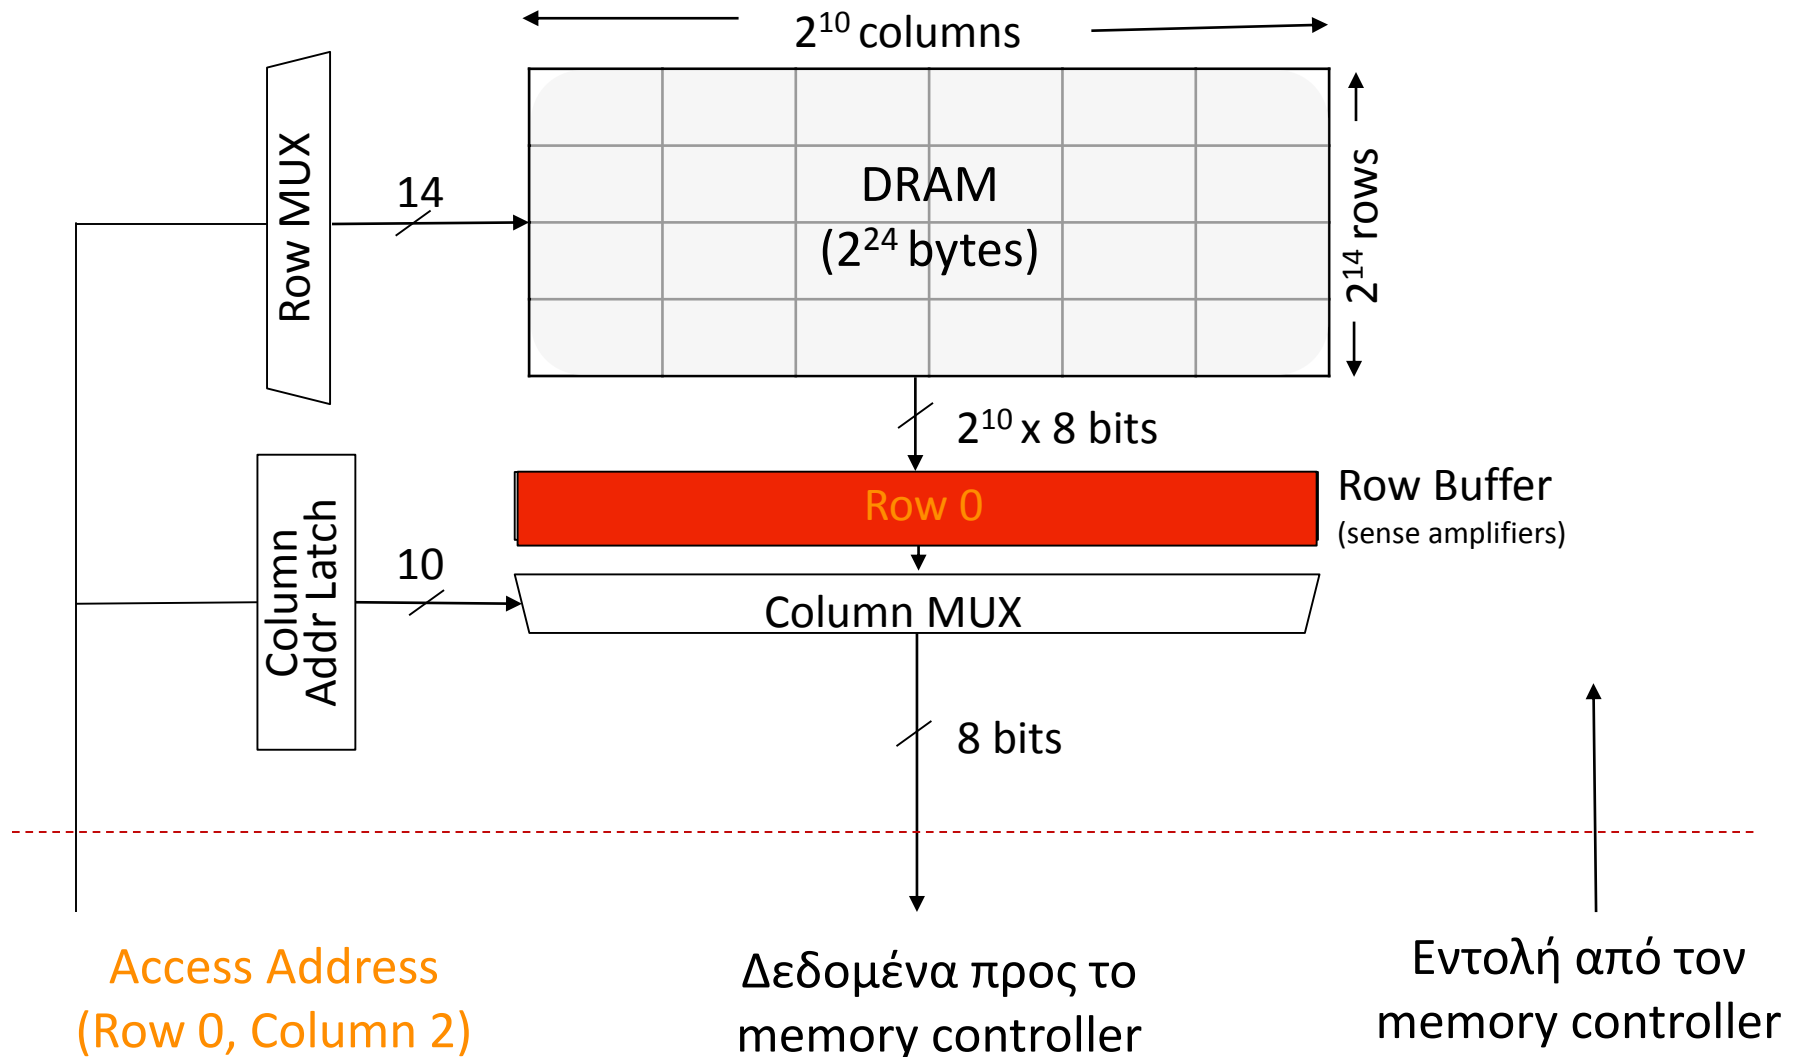 2¹⁰ columns
Row MUX
14
DRAM
(2²⁴ bytes)
2¹⁴ rows
2¹⁰ x 8 bits
Row 0
Row Buffer
(sense amplifiers)
Column
Addr Latch
10
Column MUX
8 bits
Access Address
(Row 0, Column 2)
Δεδομένα προς το
memory controller
Εντολή από τον
memory controller